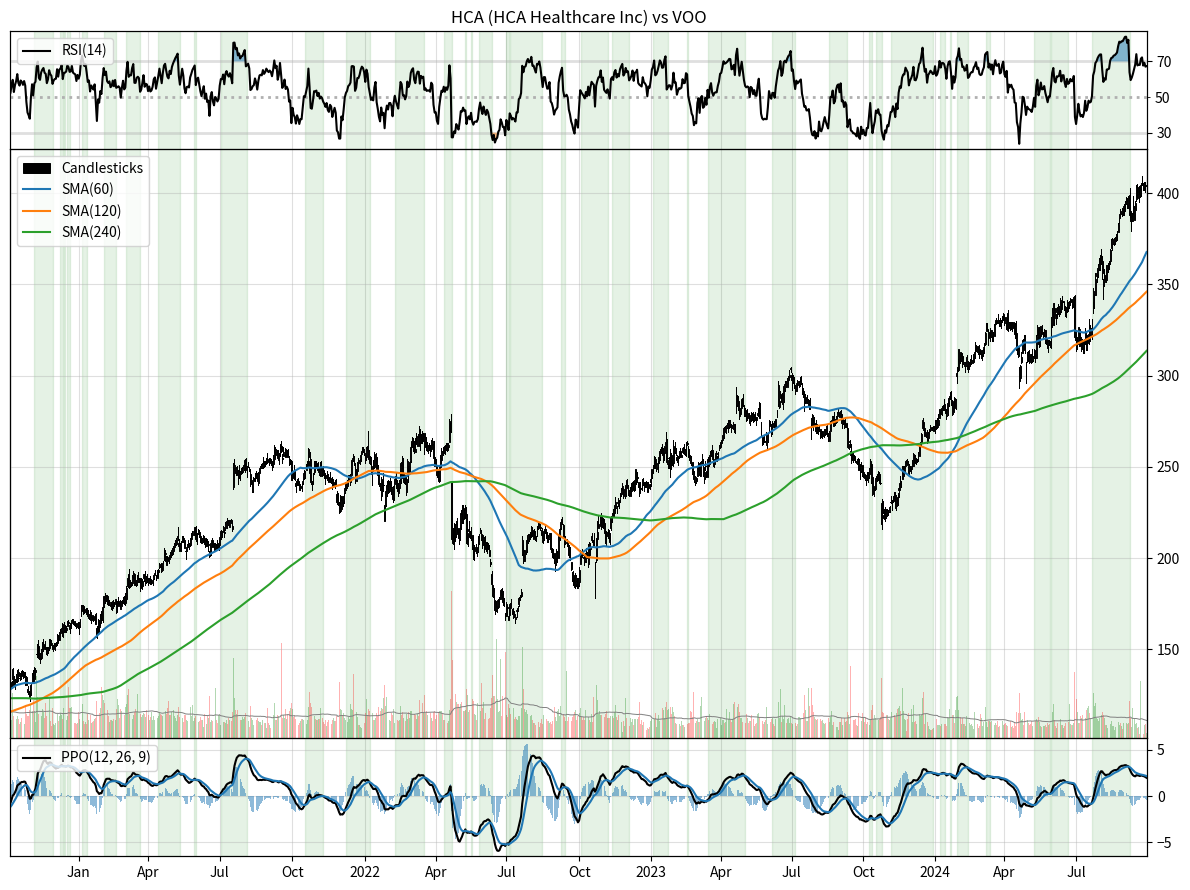 HCA (HCA Healthcare Inc) vs VOO
RSI(14)
70
50
30
Candlesticks
SMA(60)
SMA(120)
SMA(240)
400
350
300
250
200
150
PPO(12, 26, 9)
5
0
−5
Jan Apr Jul Oct 2022 Apr Jul Oct 2023 Apr Jul Oct 2024 Apr Jul